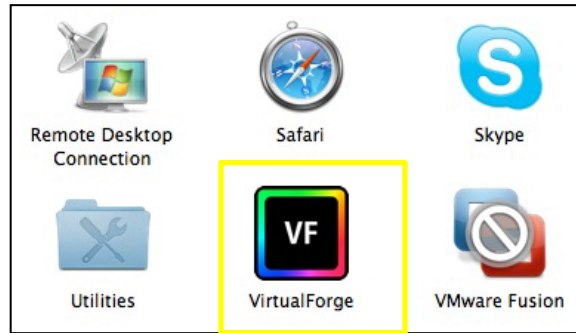 Remote Desktop
Connection
Safari
S
Skype
Utilities
VF
VirtualForge
VMware Fusion